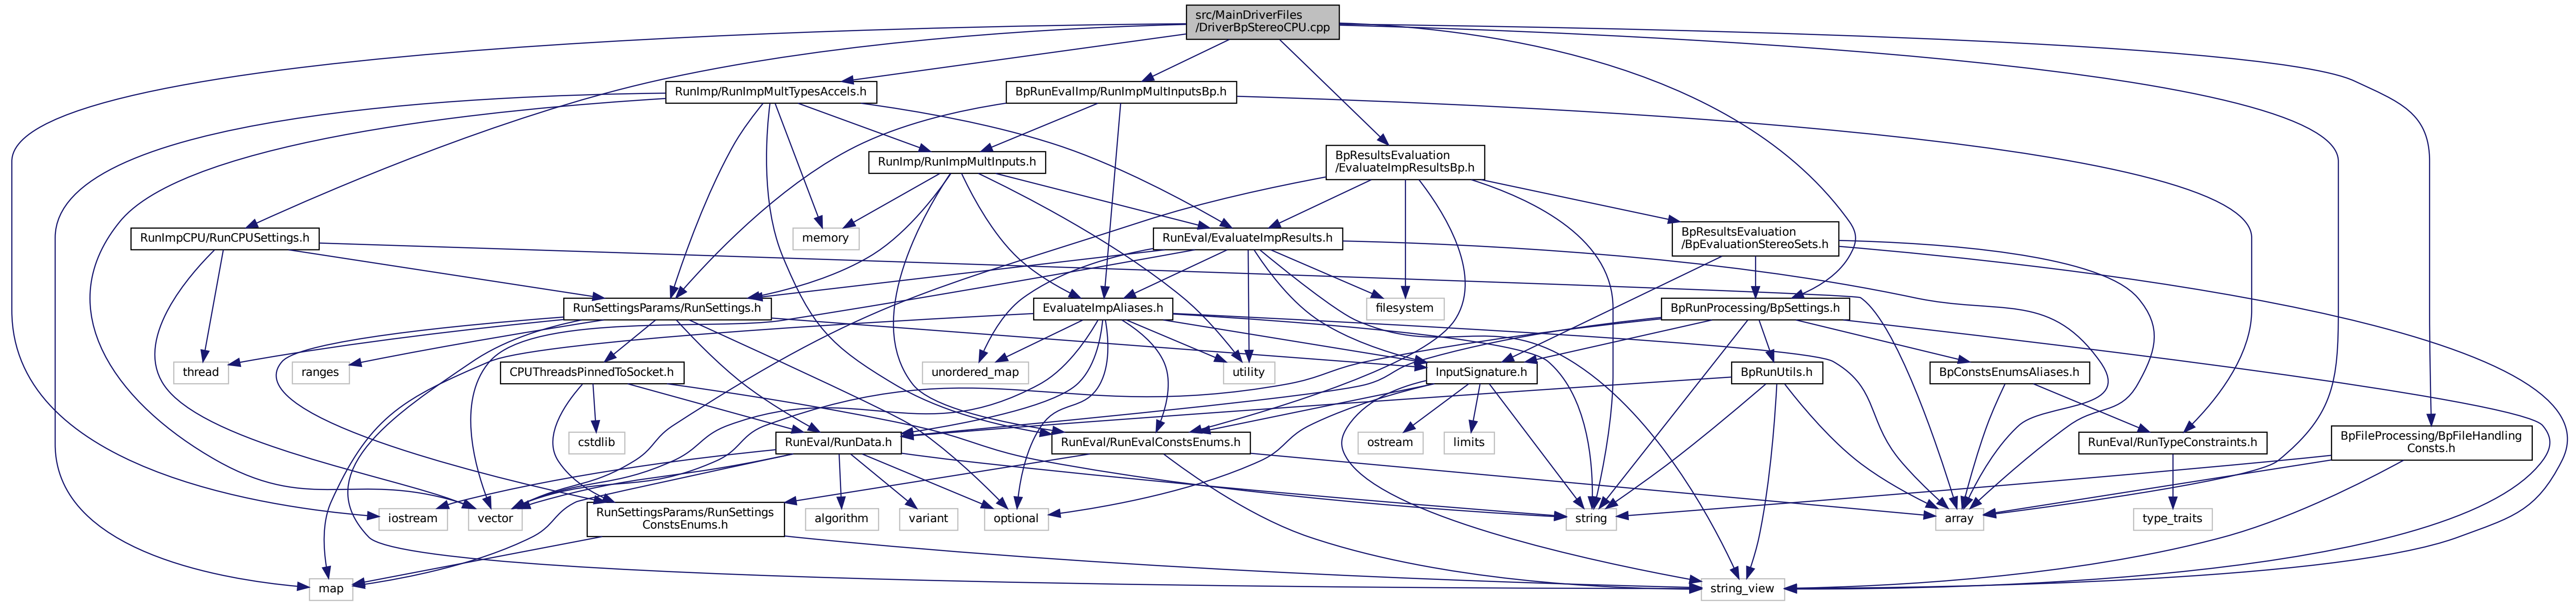 src/MainDriverFiles
/DriverBpStereoCPU.cpp
RunImp/RunImpMultTypesAccels.h
BpRunEvalImp/RunImpMultInputsBp.h
RunImp/RunImpMultInputs.h
BpResultsEvaluation
/EvaluateImpResultsBp.h
RunImpCPU/RunCPUSettings.h
memory
RunEval/EvaluateImpResults.h
BpResultsEvaluation
/BpEvaluationStereoSets.h
RunSettingsParams/RunSettings.h
EvaluateImpAliases.h
filesystem
BpRunProcessing/BpSettings.h
thread
ranges
CPUThreadsPinnedToSocket.h
unordered_map
utility
InputSignature.h
BpRunUtils.h
BpConstsEnumsAliases.h
cstdlib
RunEval/RunData.h
RunEval/RunEvalConstsEnums.h
ostream
limits
RunEval/RunTypeConstraints.h
BpFileProcessing/BpFileHandling
Consts.h
iostream
vector
RunSettingsParams/RunSettings
ConstsEnums.h
algorithm
variant
optional
string
array
type_traits
map
string_view